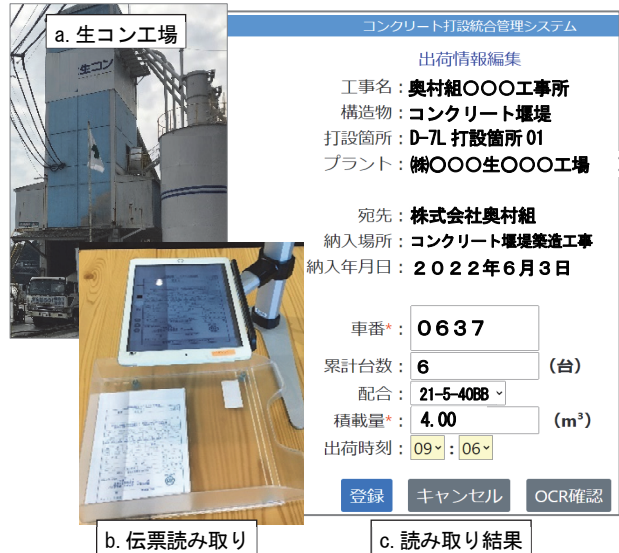 a. 生コン工場
生コン
b. 伝票読み取り
コンクリート打設統合管理システム
出荷情報編集
工事名：奥村組〇〇〇工事所
構造物：コンクリート堰堤
打設箇所：D-7L 打設箇所 01
プラント：㈱〇〇〇生〇〇〇工場
宛先：株式会社奥村組
納入場所：コンクリート堰堤築造工事
納入年月日：２０２２年６月３日
車番*：０６３７
累計台数：6 （台）
配合：21-5-40BB
積載量*：4.00 （m³）
出荷時刻：09：06
登録 キャンセル OCR確認
c. 読み取り結果